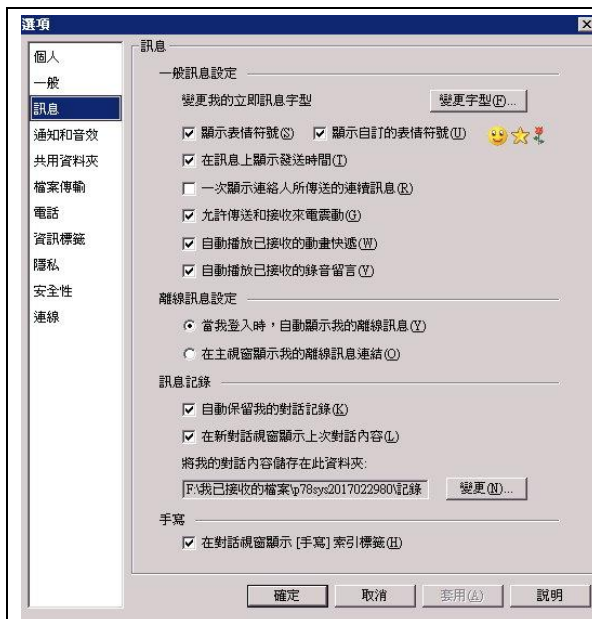 選項
個人
一般
訊息
通知和音效
共用資料夾
檔案傳輸
電話
資訊標籤
隱私
安全性
連線
訊息
一般訊息設定
變更我的立即訊息字型 變更字型(F)...
顯示表情符號(S) 顯示自訂的表情符號(U)
在訊息上顯示發送時間(T)
一次顯示連絡人所傳送的連續訊息(R)
允許傳送和接收來電震動(G)
自動播放已接收的動畫快遞(W)
自動播放已接收的錄音留言(V)
離線訊息設定
當我登入時，自動顯示我的離線訊息(Y)
在主視窗顯示我的離線訊息連結(O)
訊息記錄
自動保留我的對話記錄(K)
在新對話視窗顯示上次對話內容(L)
將我的對話內容儲存在此資料夾:
F:\我已接收的檔案\p78sys2017022980\記錄 變更(N)...
手寫
在對話視窗顯示 [手寫] 索引標籤(H)
確定 取消 套用(A) 說明